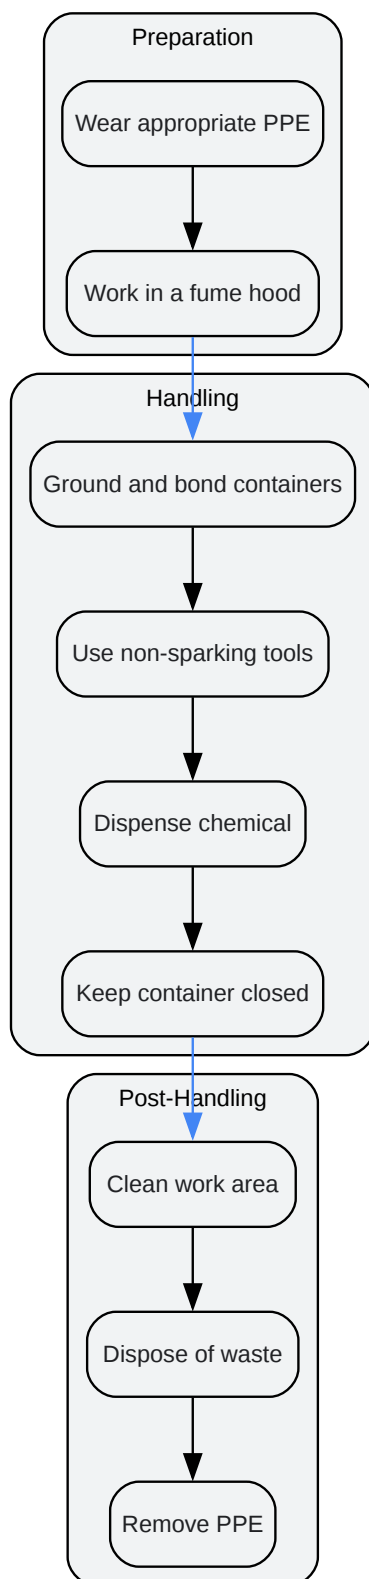 Preparation
Wear appropriate PPE
Work in a fume hood
Handling
Ground and bond containers
Use non-sparking tools
Dispense chemical
Keep container closed
Post-Handling
Clean work area
Dispose of waste
Remove PPE